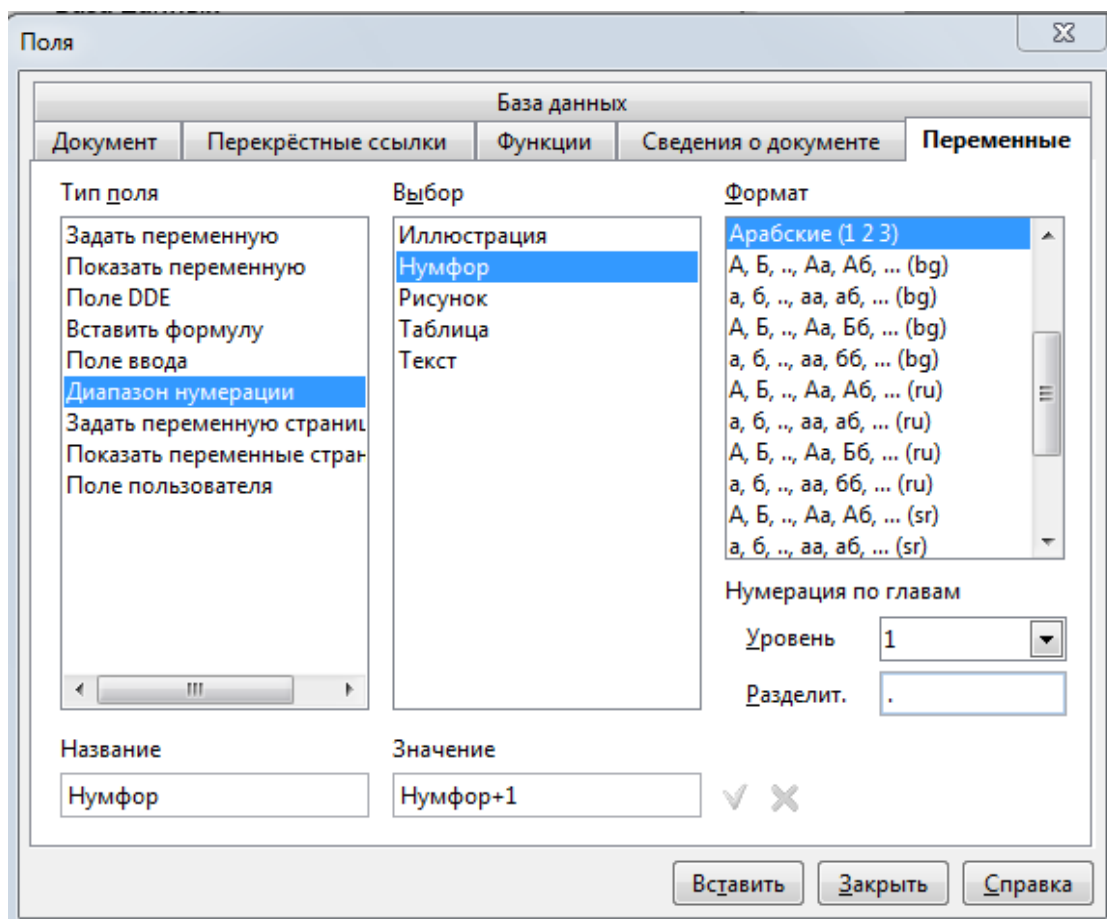 Поля
База данных
Документ Перекрёстные ссылки Функции Сведения о документе Переменные
Тип поля
Задать переменную
Показать переменную
Поле DDE
Вставить формулу
Поле ввода
Диапазон нумерации
Задать переменную страниц
Показать переменные стран
Поле пользователя
Выбор
Иллюстрация
Нумфор
Рисунок
Таблица
Текст
Формат
Арабские (1 2 3)
А, Б, .., Аа, Аб, ... (bg)
а, б, .., аа, аб, ... (bg)
А, Б, .., Аа, Бб, ... (bg)
а, б, .., аа, бб, ... (bg)
А, Б, .., Аа, Аб, ... (ru)
а, б, .., аа, аб, ... (ru)
А, Б, .., Аа, Бб, ... (ru)
а, б, .., аа, бб, ... (ru)
А, Б, .., Аа, Аб, ... (sr)
а, б, .., аа, аб, ... (sr)
Нумерация по главам
Уровень 1
Разделит. .
Название
Нумфор
Значение
Нумфор+1
Вставить Закрыть Справка